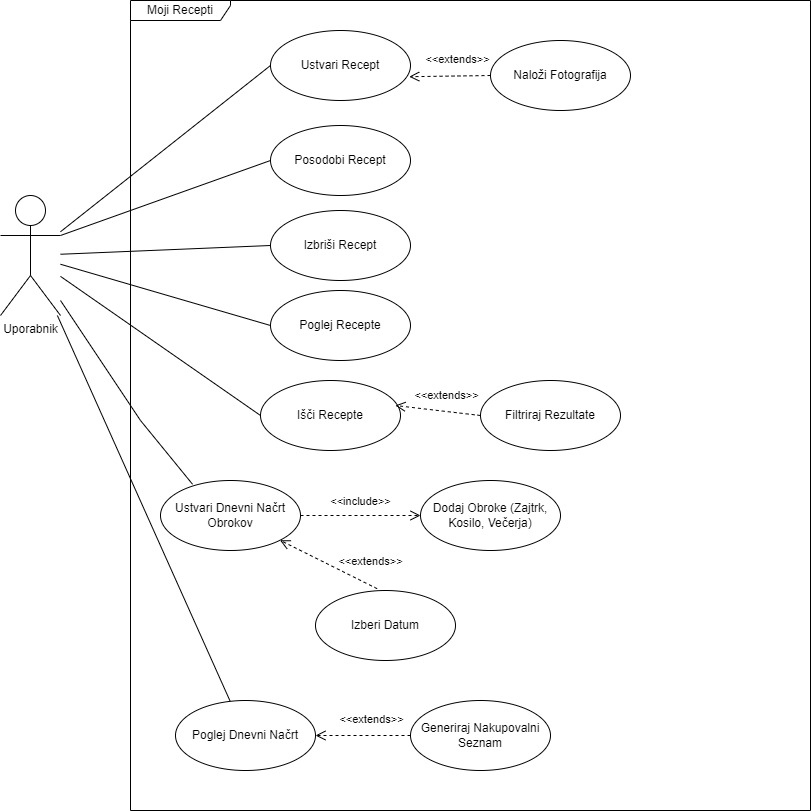 Moji Recepti
Ustvari Recept
<<extends>>
Naloži Fotografija
Posodobi Recept
Izbriši Recept
Uporabnik
Poglej Recepte
Išči Recepte
<<extends>>
Filtriraj Rezultate
Ustvari Dnevni Načrt
Obrokov
<<include>>
Dodaj Obroke (Zajtrk,
Kosilo, Večerja)
<<extends>>
Izberi Datum
Poglej Dnevni Načrt
<<extends>>
Generiraj Nakupovalni
Seznam